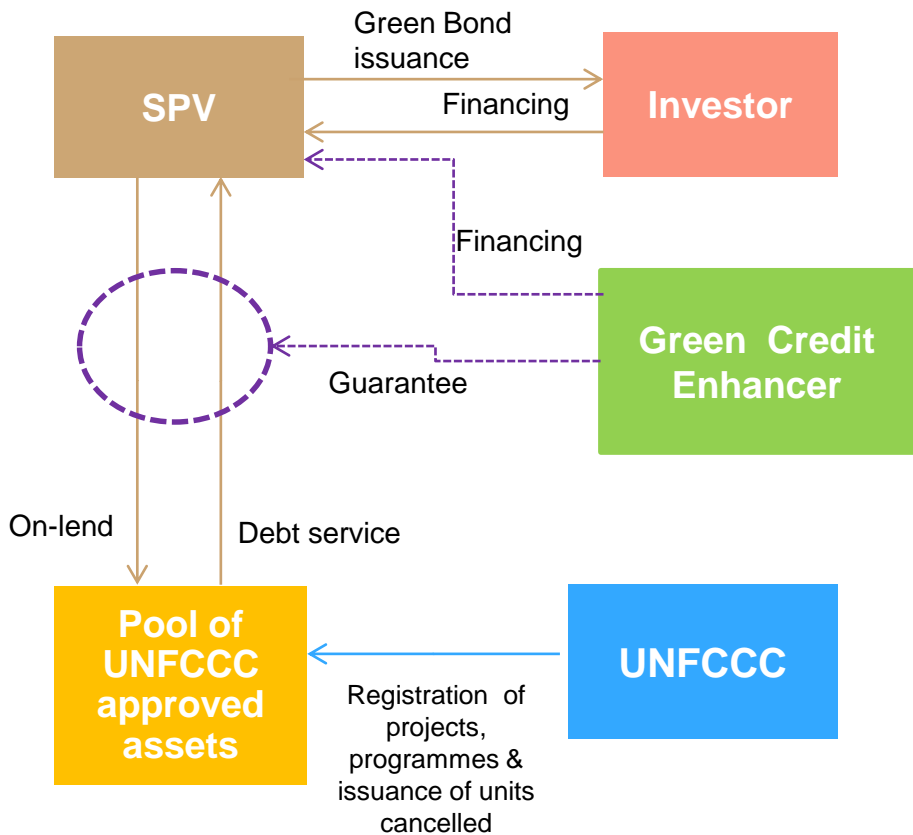 Green Bond
issuance
SPV
Investor
Financing
Financing
Green Credit
Enhancer
Guarantee
On-lend
Debt service
Pool of
UNFCCC
approved
assets
UNFCCC
Registration of
projects,
programmes &
issuance of units
cancelled